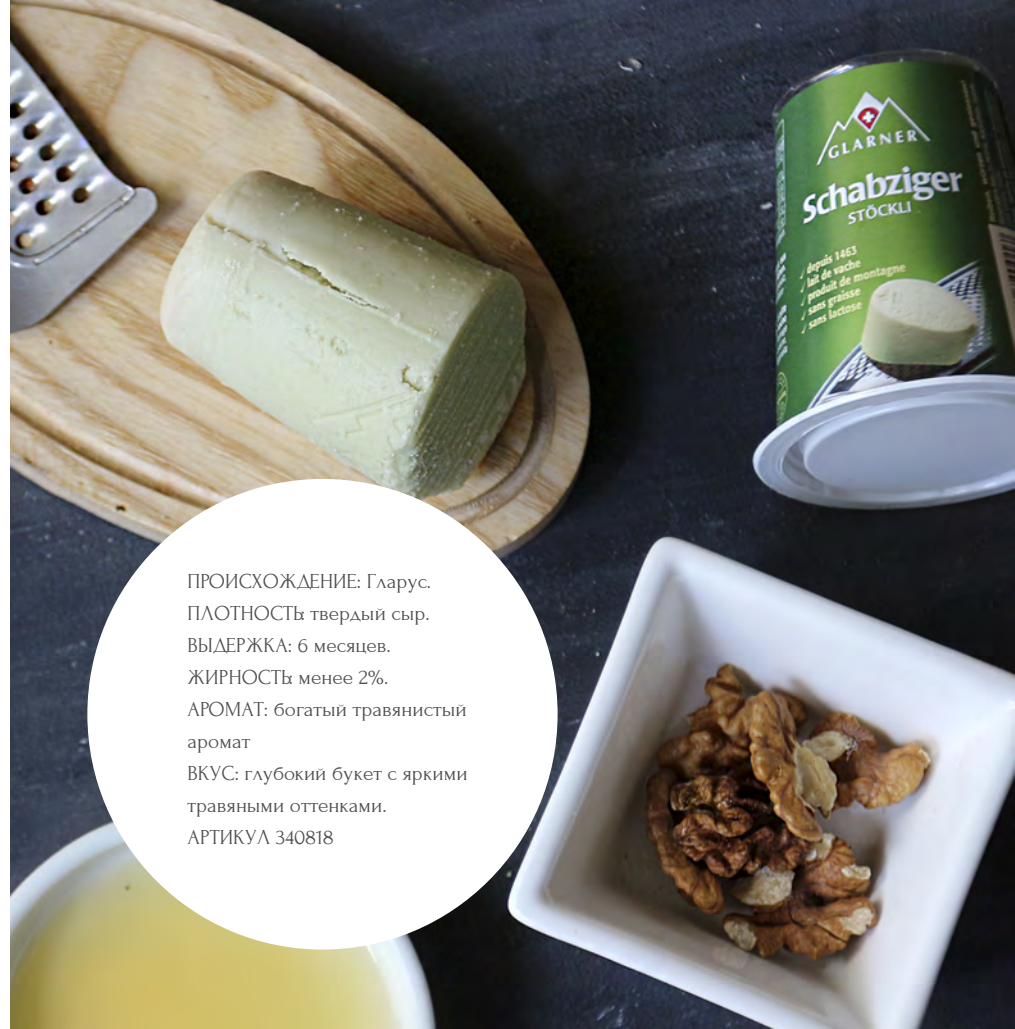 GLARNER
Schabziger
STÖCKLI
✓ depuis 1463
✓ lait de vache
✓ produit de montagne
✓ sans graisse
✓ sans lactose
ПРОИСХОЖДЕНИЕ: Гларус.
ПЛОТНОСТЬ: твердый сыр.
ВЫДЕРЖКА: 6 месяцев.
ЖИРНОСТЬ: менее 2%.
АРОМАТ: богатый травянистый
аромат
ВКУС: глубокий букет с яркими
травяными оттенками.
АРТИКУЛ 340818